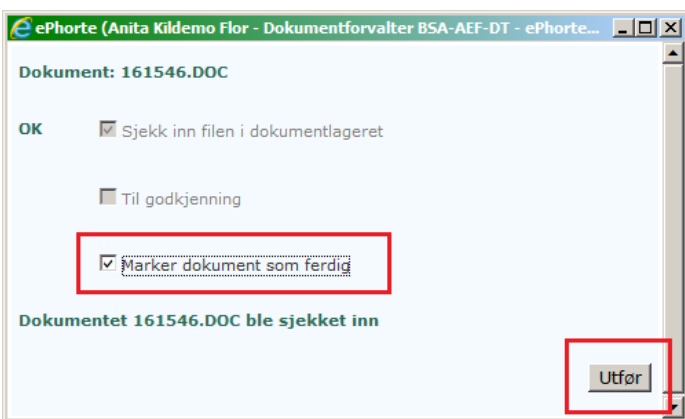 ePhorte (Anita Kildemo Flor - Dokumentforvalter BSA-AEF-DT - ePhorte...
Dokument: 161546.DOC
OK Sjekk inn filen i dokumentlageret
Til godkjenning
Marker dokument som ferdig
Dokumentet 161546.DOC ble sjekket inn
Utfør